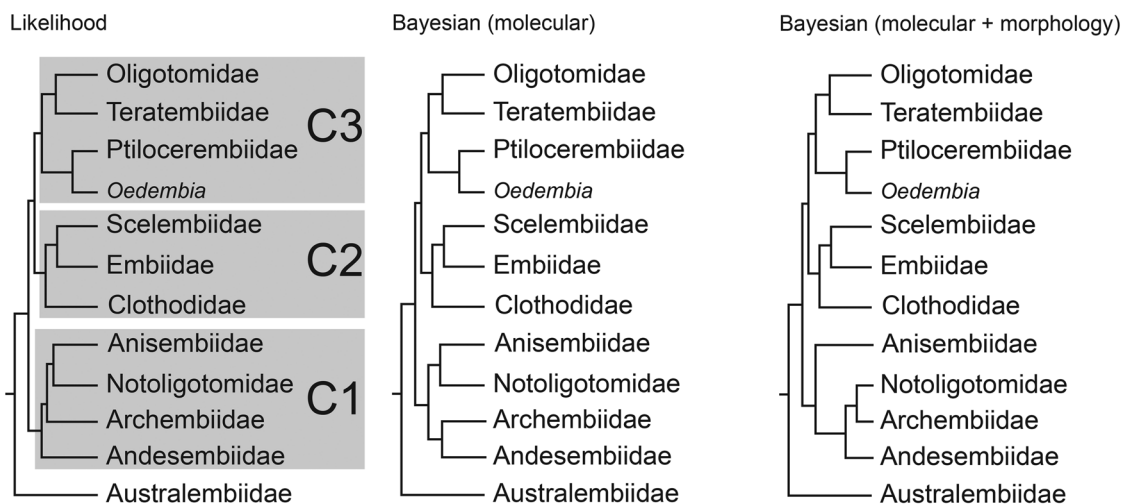 Likelihood
Oligotomidae
Teratembiidae
C3
Ptilocerembiidae
Oedembia
Scelembiidae
C2
Embiidae
Clothodidae
Anisembiidae
Notoligotomidae
C1
Archembiidae
Andesembiidae
Australembiidae
Bayesian (molecular)
Oligotomidae
Teratembiidae
Ptilocerembiidae
Oedembia
Scelembiidae
Embiidae
Clothodidae
Anisembiidae
Notoligotomidae
Archembiidae
Andesembiidae
Australembiidae
Bayesian (molecular + morphology)
Oligotomidae
Teratembiidae
Ptilocerembiidae
Oedembia
Scelembiidae
Embiidae
Clothodidae
Anisembiidae
Notoligotomidae
Archembiidae
Andesembiidae
Australembiidae